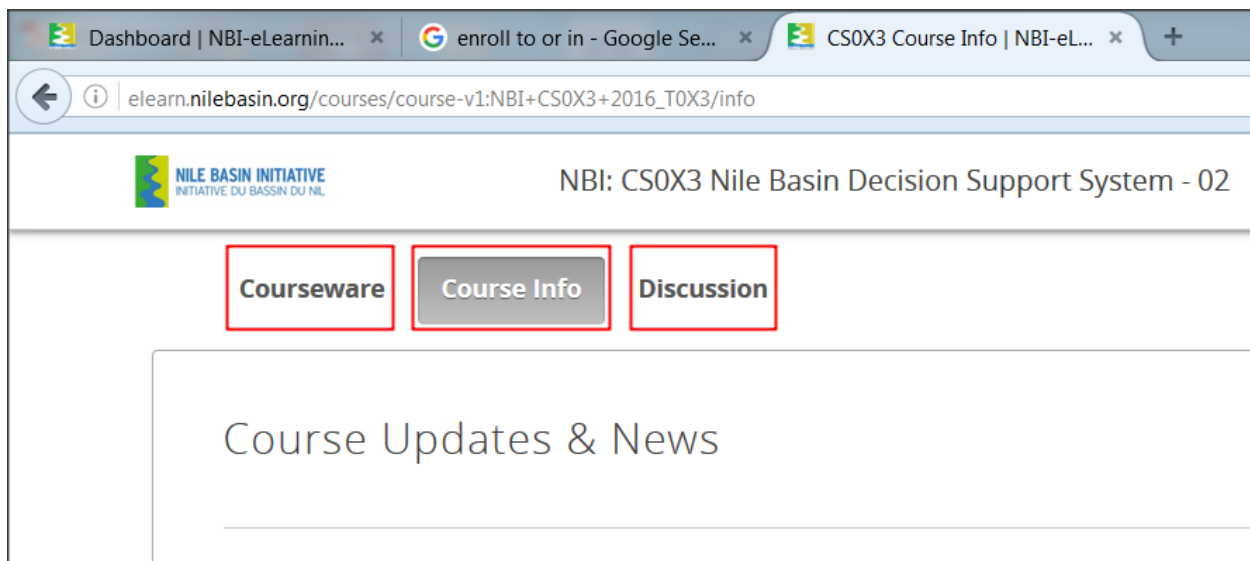 Dashboard | NBI-eLearnin...
enroll to or in - Google Se...
CS0X3 Course Info | NBI-eL...
elearn.nilebasin.org/courses/course-v1:NBI+CS0X3+2016_T0X3/info
NILE BASIN INITIATIVE
INITIATIVE DU BASSIN DU NIL
NBI: CS0X3 Nile Basin Decision Support System - 02
Courseware
Course Info
Discussion
Course Updates & News